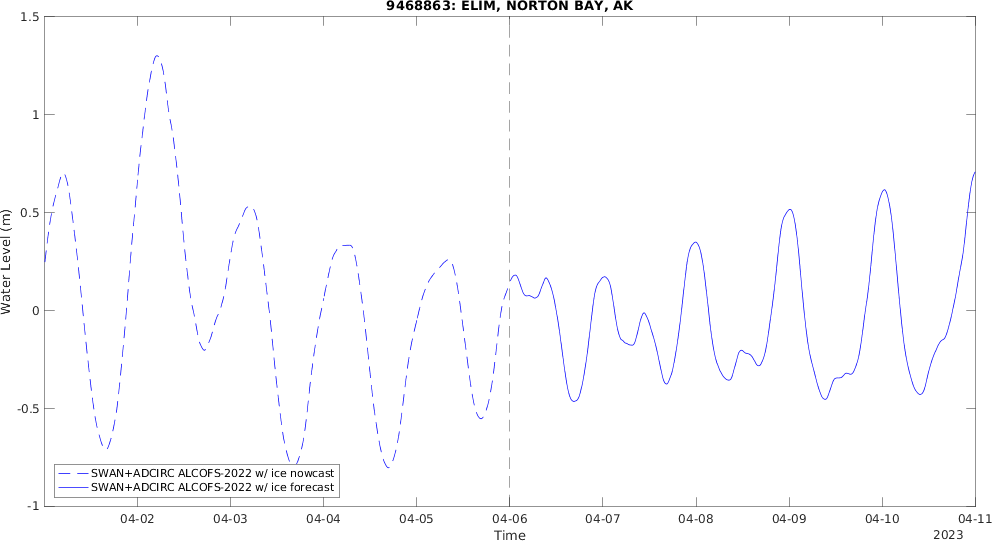 9468863: ELIM, NORTON BAY, AK
1.5
1
0.5
0
-0.5
-1
Water Level (m)
SWAN+ADCIRC ALCOFS-2022 w/ ice nowcast
SWAN+ADCIRC ALCOFS-2022 w/ ice forecast
04-02 04-03 04-04 04-05 04-06 04-07 04-08 04-09 04-10 04-11
Time
2023